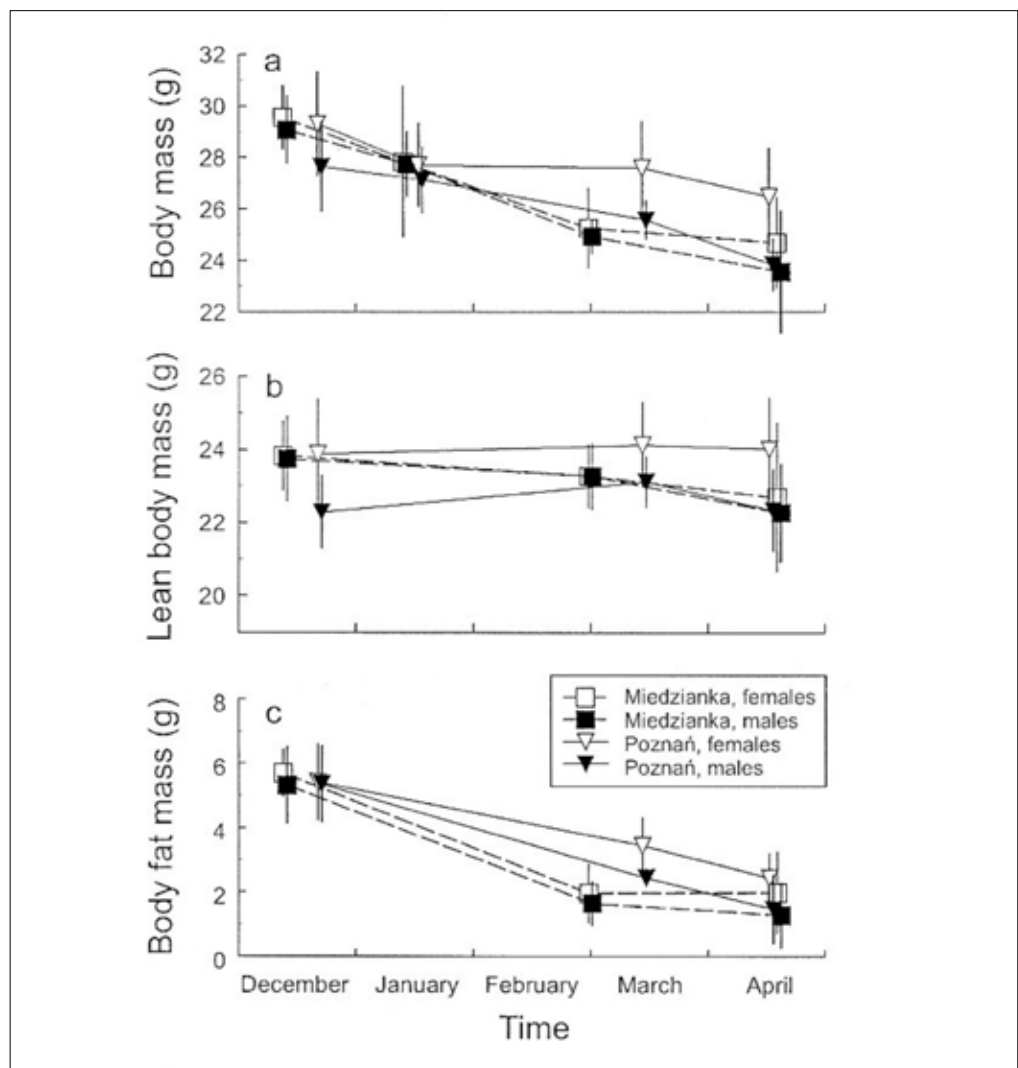 a
Body mass (g)
32
30
28
26
24
22
b
Lean body mass (g)
26
24
22
20
c
Body fat mass (g)
8
6
4
2
0
Miedzianka, females
Miedzianka, males
Poznań, females
Poznań, males
December January February March April
Time